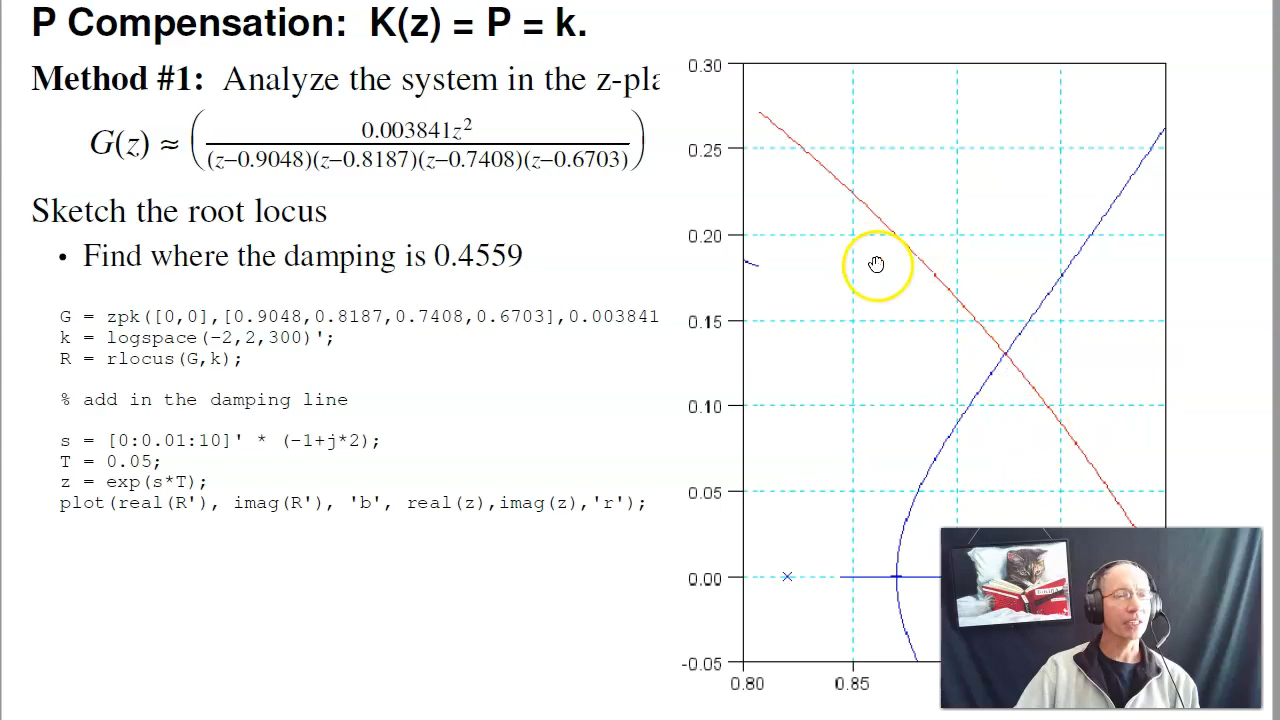 P Compensation: K(z) = P = k.
Method #1: Analyze the system in the z-pla
G(z) ≈ ( 0.003841z² / (z−0.9048)(z−0.8187)(z−0.7408)(z−0.6703) )
Sketch the root locus
• Find where the damping is 0.4559
G = zpk([0,0],[0.9048,0.8187,0.7408,0.6703],0.003841
k = logspace(-2,2,300)';
R = rlocus(G,k);
% add in the damping line
s = [0:0.01:10]' * (-1+j*2);
T = 0.05;
z = exp(s*T);
plot(real(R'), imag(R'), 'b', real(z),imag(z),'r');
0.30
0.25
0.20
0.15
0.10
0.05
0.00
-0.05
0.80 0.85